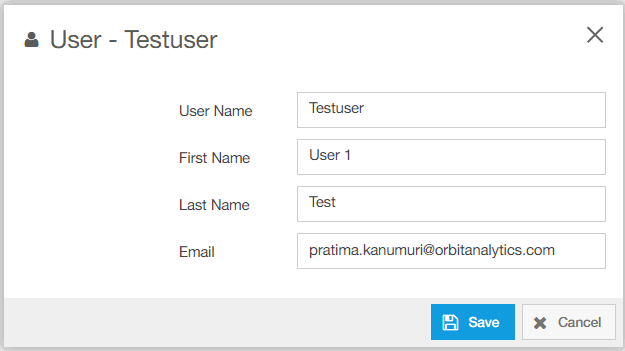 User - Testuser
User Name Testuser
First Name User 1
Last Name Test
Email pratima.kanumuri@orbitanalytics.com
Save Cancel